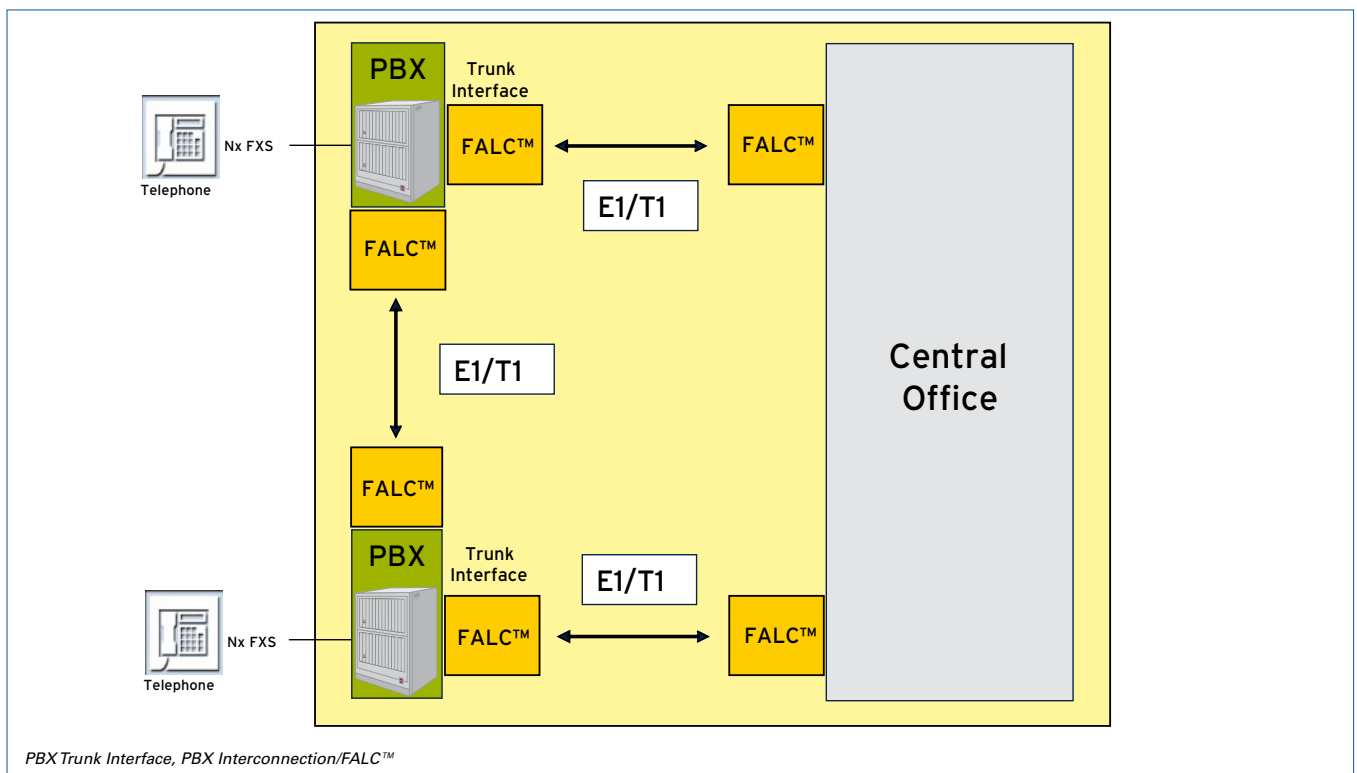 PBX
Trunk
Interface
FALC™
FALC™
Nx FXS
Telephone
E1/T1
FALC™
E1/T1
Central
Office
FALC™
PBX
Trunk
Interface
E1/T1
FALC™
FALC™
Nx FXS
Telephone
PBX Trunk Interface, PBX Interconnection/FALC™